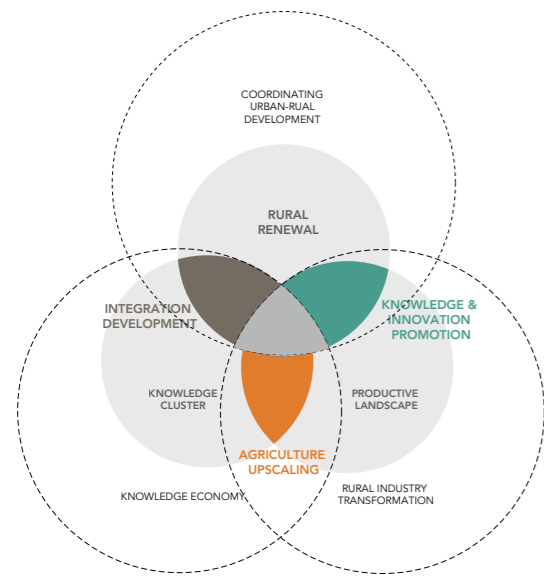 COORDINATING
URBAN-RUAL
DEVELOPMENT
RURAL
RENEWAL
INTEGRATION
DEVELOPMENT
KNOWLEDGE &
INNOVATION
PROMOTION
KNOWLEDGE
CLUSTER
PRODUCTIVE
LANDSCAPE
AGRICULTURE
UPSCALING
KNOWLEDGE ECONOMY
RURAL INDUSTRY
TRANSFORMATION